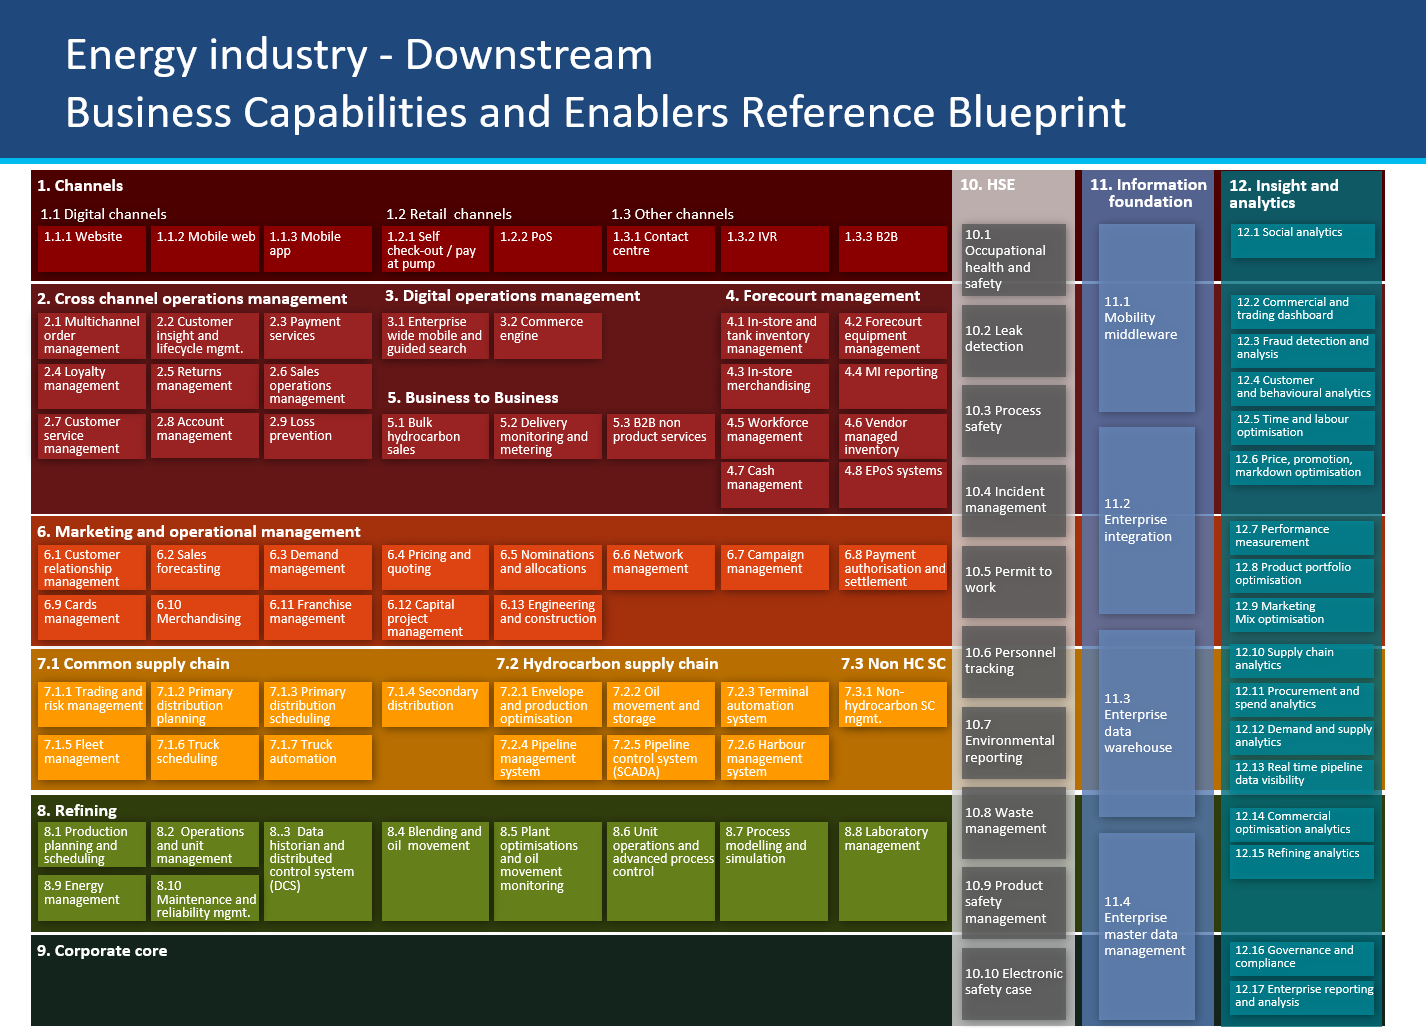 Energy industry - Downstream
Business Capabilities and Enablers Reference Blueprint
1. Channels
1.1 Digital channels
1.1.1 Website
1.1.2 Mobile web
1.1.3 Mobile
app
1.2 Retail  channels
1.2.1 Self
check-out / pay
at pump
1.2.2 PoS
1.3 Other channels
1.3.1 Contact
centre
1.3.2 IVR
1.3.3 B2B
2. Cross channel operations management
2.1 Multichannel
order
management
2.2 Customer
insight and
lifecycle mgmt.
2.3 Payment
services
2.4 Loyalty
management
2.5 Returns
management
2.6 Sales
operations
management
2.7 Customer
service
management
2.8 Account
management
2.9 Loss
prevention
3. Digital operations management
3.1 Enterprise
wide mobile and
guided search
3.2 Commerce
engine
5. Business to Business
5.1 Bulk
hydrocarbon
sales
5.2 Delivery
monitoring and
metering
5.3 B2B non
product services
4. Forecourt management
4.1 In-store and
tank inventory
management
4.2 Forecourt
equipment
management
4.3 In-store
merchandising
4.4 MI reporting
4.5 Workforce
management
4.6 Vendor
managed
inventory
4.7 Cash
management
4.8 EPoS systems
6. Marketing and operational management
6.1 Customer
relationship
management
6.2 Sales
forecasting
6.3 Demand
management
6.4 Pricing and
quoting
6.5 Nominations
and allocations
6.6 Network
management
6.7 Campaign
management
6.8 Payment
authorisation and
settlement
6.9 Cards
management
6.10
Merchandising
6.11 Franchise
management
6.12 Capital
project
management
6.13 Engineering
and construction
7.1 Common supply chain
7.1.1 Trading and
risk management
7.1.2 Primary
distribution
planning
7.1.3 Primary
distribution
scheduling
7.1.4 Secondary
distribution
7.1.5 Fleet
management
7.1.6 Truck
scheduling
7.1.7 Truck
automation
7.2 Hydrocarbon supply chain
7.2.1 Envelope
and production
optimisation
7.2.2 Oil
movement and
storage
7.2.3 Terminal
automation
system
7.2.4 Pipeline
management
system
7.2.5 Pipeline
control system
(SCADA)
7.2.6 Harbour
management
system
7.3 Non HC SC
7.3.1 Non-
hydrocarbon SC
mgmt.
8. Refining
8.1 Production
planning and
scheduling
8.2  Operations
and unit
management
8..3  Data
historian and
distributed
control system
(DCS)
8.4 Blending and
oil  movement
8.5 Plant
optimisations
and oil
movement
monitoring
8.6 Unit
operations and
advanced process
control
8.7 Process
modelling and
simulation
8.8 Laboratory
management
8.9 Energy
management
8.10
Maintenance and
reliability mgmt.
9. Corporate core
10. HSE
10.1
Occupational
health and
safety
10.2 Leak
detection
10.3 Process
safety
10.4 Incident
management
10.5 Permit to
work
10.6 Personnel
tracking
10.7
Environmental
reporting
10.8 Waste
management
10.9 Product
safety
management
10.10 Electronic
safety case
11. Information
foundation
11.1
Mobility
middleware
11.2
Enterprise
integration
11.3
Enterprise
data
warehouse
11.4
Enterprise
master data
management
12. Insight and
analytics
12.1 Social analytics
12.2 Commercial and
trading dashboard
12.3 Fraud detection and
analysis
12.4 Customer
and behavioural analytics
12.5 Time and labour
optimisation
12.6 Price, promotion,
markdown optimisation
12.7 Performance
measurement
12.8 Product portfolio
optimisation
12.9 Marketing
Mix optimisation
12.10 Supply chain
analytics
12.11 Procurement and
spend analytics
12.12 Demand and supply
analytics
12.13 Real time pipeline
data visibility
12.14 Commercial
optimisation analytics
12.15 Refining analytics
12.16 Governance and
compliance
12.17 Enterprise reporting
and analysis